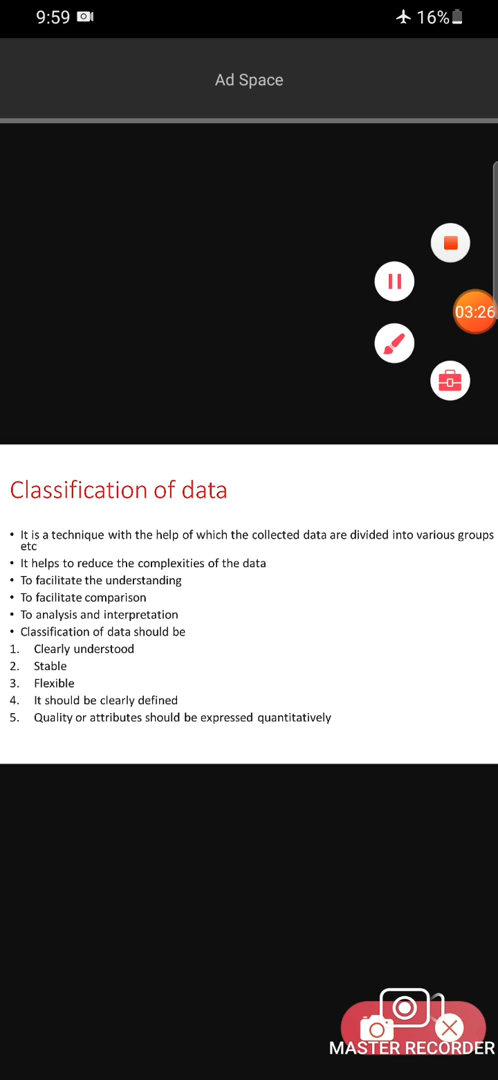 9:59
16%
Ad Space
03:26
Classification of data
• It is a technique with the help of which the collected data are divided into various groups
etc
• It helps to reduce the complexities of the data
• To facilitate the understanding
• To facilitate comparison
• To analysis and interpretation
• Classification of data should be
1. Clearly understood
2. Stable
3. Flexible
4. It should be clearly defined
5. Quality or attributes should be expressed quantitatively
MASTER RECORDER